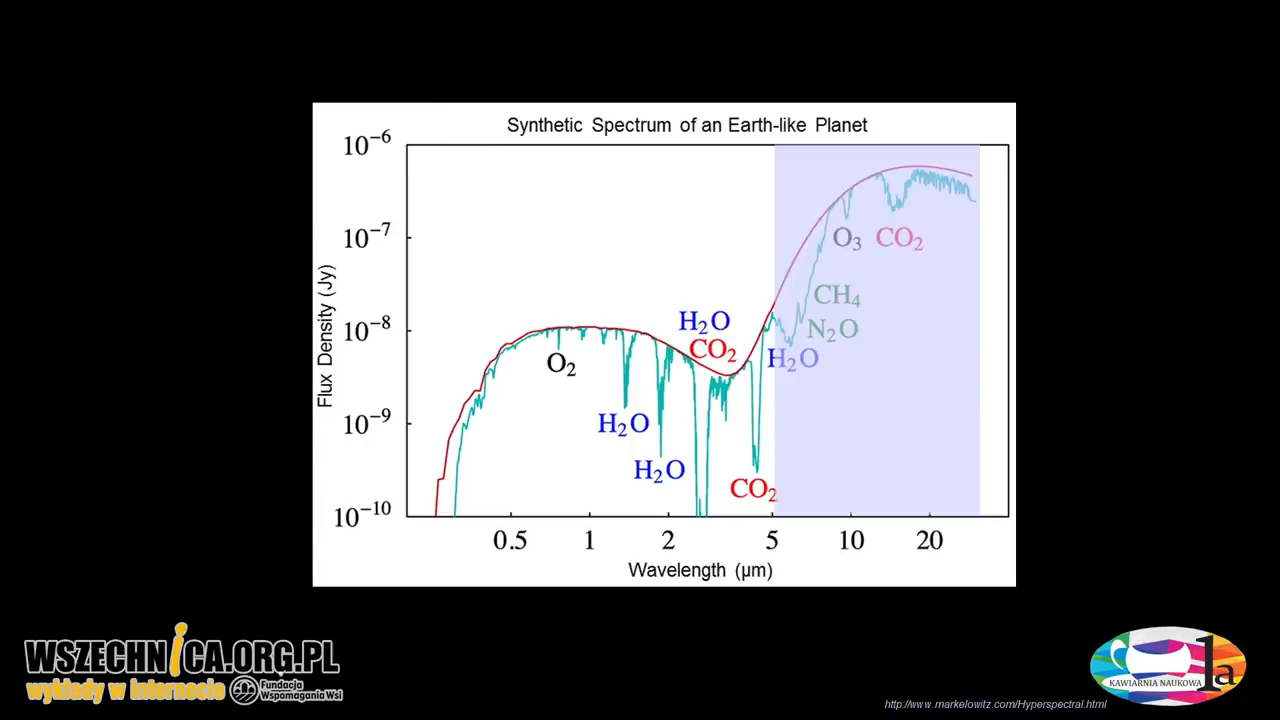 Synthetic Spectrum of an Earth-like Planet
10⁻⁶
10⁻⁷
10⁻⁸
10⁻⁹
10⁻¹⁰
Flux Density (Jy)
O₂
H₂O
H₂O
H₂O
CO₂
CO₂
H₂O
CH₄
N₂O
O₃
CO₂
0.5 1 2 5 10 20
Wavelength (µm)
WSZECHNICA.ORG.PL
wykłady w internecie
Fundacja
Wspomagania Wsi
KAWIARNIA NAUKOWA 1a
http://www.markelowitz.com/Hyperspectral.html